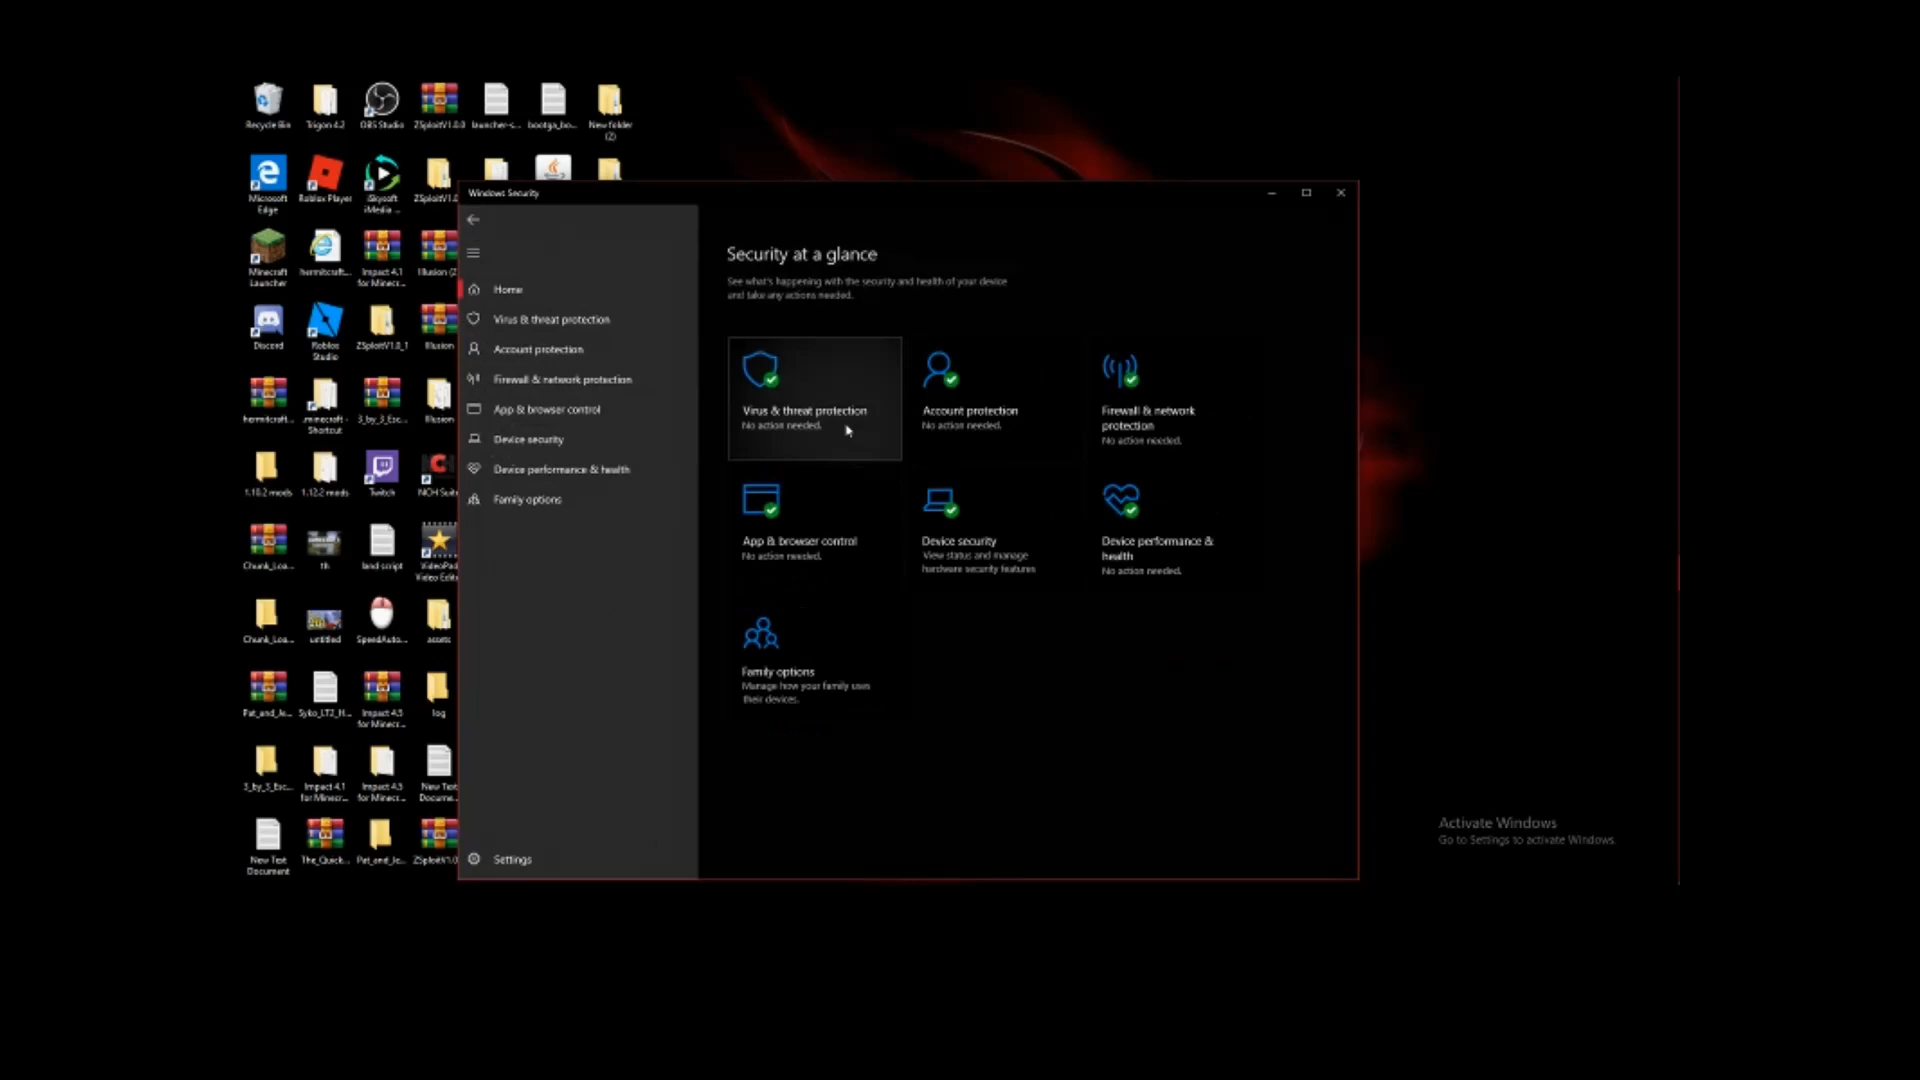 Recycle Bin
Trigon 4.2
OBS Studio
ZSploitV1.0.0
launcher-s...
bootga_bo...
New folder
(2)
Microsoft
Edge
Roblox Player
iSkysoft
iMedia ...
ZSploitV1.0
Minecraft
Launcher
hermitcraft...
Impact 4.1
for Minecr...
Illusion (2
Discord
Roblox
Studio
ZSploitV1.0_1
Illusion
hermitcraft...
.minecraft -
Shortcut
3_by_3_Esc...
Illusion
1.10.2 mods
1.12.2 mods
Twitch
NCH Suit
Chunk_Loa...
th
land script
VideoPad
Video Edit
Chunk_Loa...
untitled
SpeedAuto...
assets
Pat_and_Je...
Syko_LT2_H...
Impact 4.5
for Minecr...
log
3_by_3_Esc...
Impact 4.1
for Minecr...
Impact 4.5
for Minecr...
New Text
Docume...
New Text
Document
The_Quick...
Pat_and_Je...
ZSploitV1.0
Windows Security
Home
Virus & threat protection
Account protection
Firewall & network protection
App & browser control
Device security
Device performance & health
Family options
Settings
Security at a glance
See what's happening with the security and health of your device
and take any actions needed.
Virus & threat protection
No action needed.
Account protection
No action needed.
Firewall & network
protection
No action needed.
App & browser control
No action needed.
Device security
View status and manage
hardware security features
Device performance &
health
No action needed.
Family options
Manage how your family uses
their devices.
Activate Windows
Go to Settings to activate Windows.